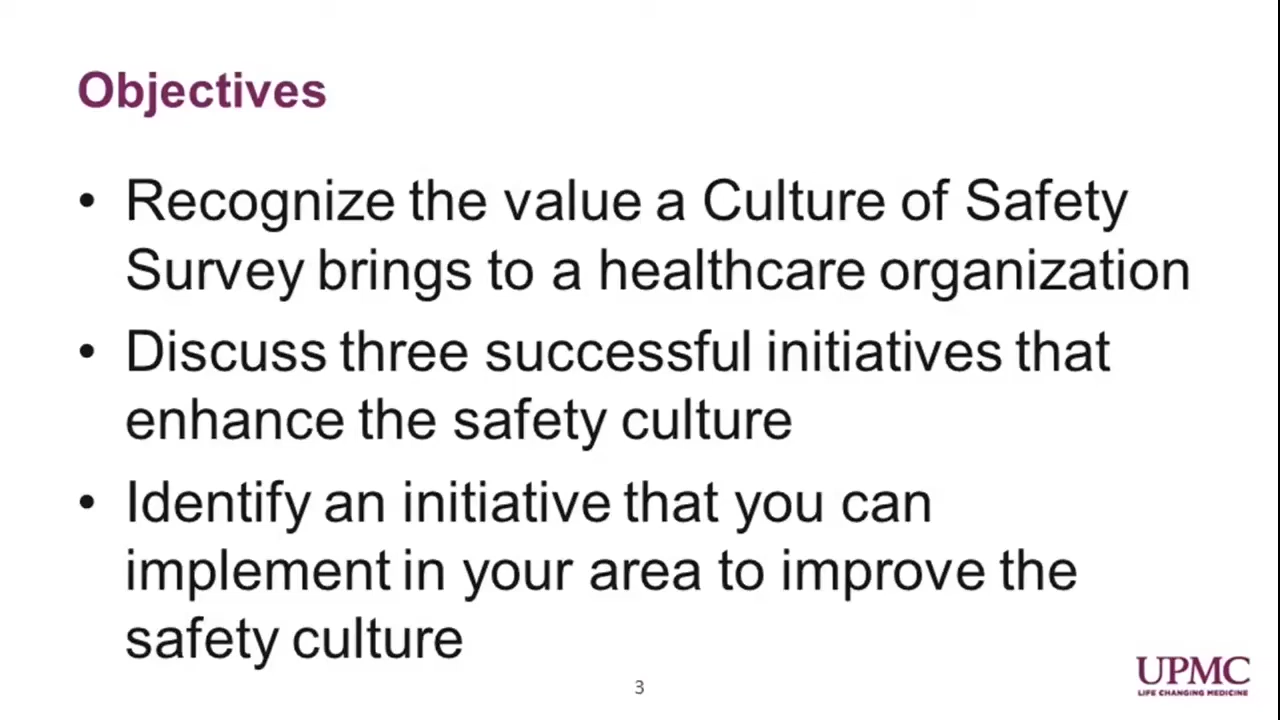 Objectives
• Recognize the value a Culture of Safety
Survey brings to a healthcare organization
• Discuss three successful initiatives that
enhance the safety culture
• Identify an initiative that you can
implement in your area to improve the
safety culture
3
UPMC
LIFE CHANGING MEDICINE